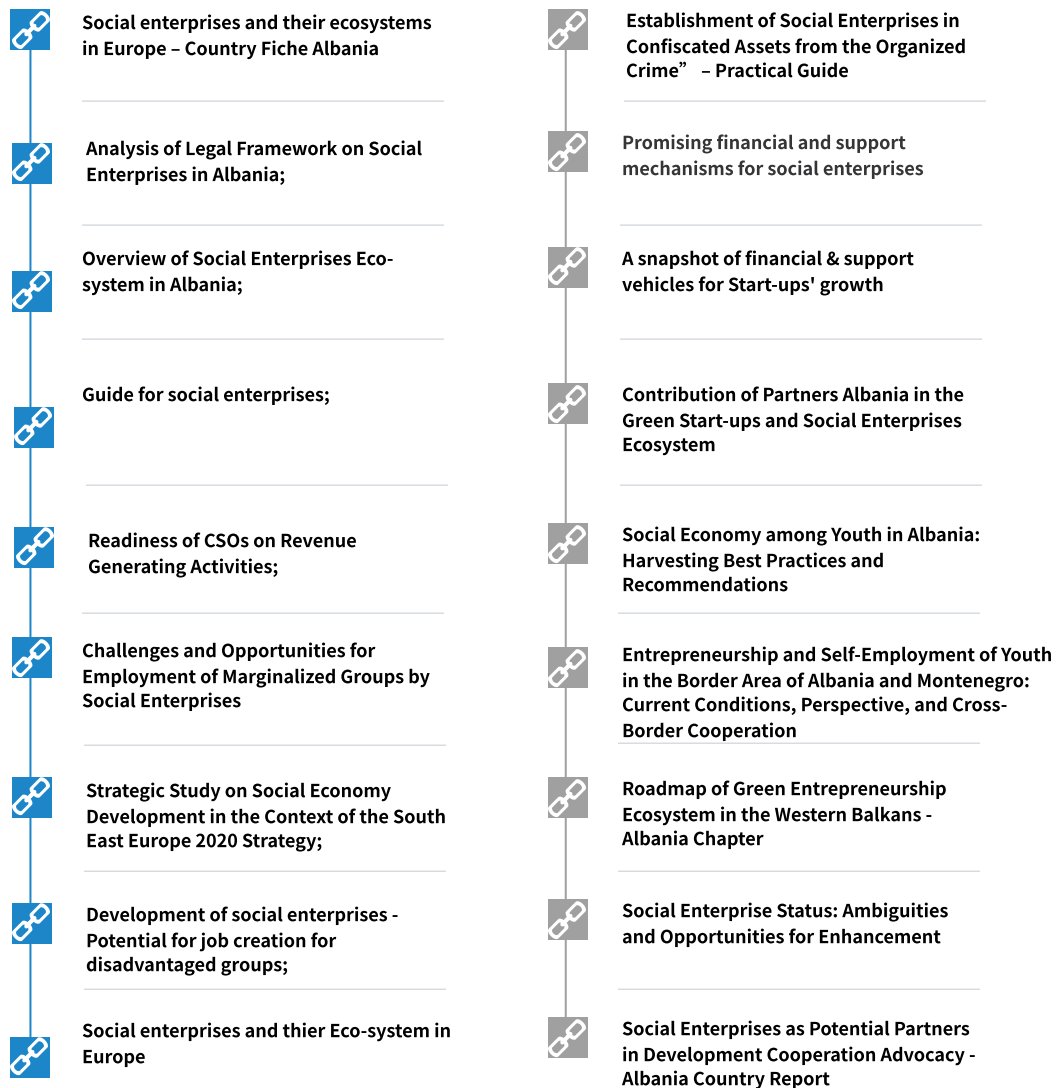 Social enterprises and their ecosystems
in Europe – Country Fiche Albania
Analysis of Legal Framework on Social
Enterprises in Albania;
Overview of Social Enterprises Eco-
system in Albania;
Guide for social enterprises;
Readiness of CSOs on Revenue
Generating Activities;
Challenges and Opportunities for
Employment of Marginalized Groups by
Social Enterprises
Strategic Study on Social Economy
Development in the Context of the South
East Europe 2020 Strategy;
Development of social enterprises -
Potential for job creation for
disadvantaged groups;
Social enterprises and thier Eco-system in
Europe
Establishment of Social Enterprises in
Confiscated Assets from the Organized
Crime” – Practical Guide
Promising financial and support
mechanisms for social enterprises
A snapshot of financial & support
vehicles for Start-ups' growth
Contribution of Partners Albania in the
Green Start-ups and Social Enterprises
Ecosystem
Social Economy among Youth in Albania:
Harvesting Best Practices and
Recommendations
Entrepreneurship and Self-Employment of Youth
in the Border Area of Albania and Montenegro:
Current Conditions, Perspective, and Cross-
Border Cooperation
Roadmap of Green Entrepreneurship
Ecosystem in the Western Balkans -
Albania Chapter
Social Enterprise Status: Ambiguities
and Opportunities for Enhancement
Social Enterprises as Potential Partners
in Development Cooperation Advocacy -
Albania Country Report